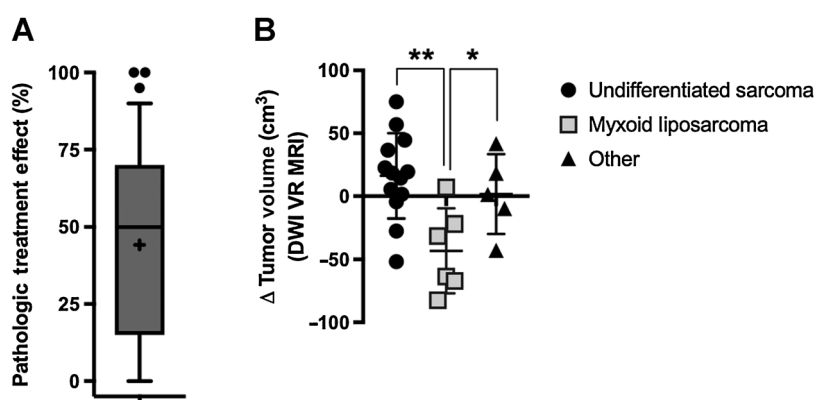 A
Pathologic treatment effect (%)
100
75
50
25
0
B
Δ Tumor volume (cm³)
(DWI VR MRI)
100
50
0
−50
−100
** *
Undifferentiated sarcoma
Myxoid liposarcoma
Other